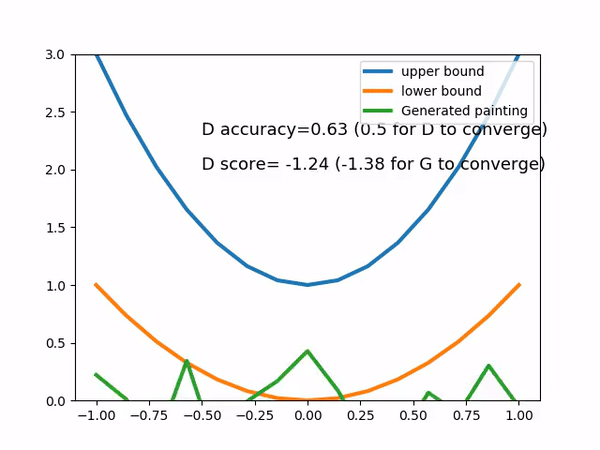 3.0
upper bound
lower bound
Generated painting
2.5
D accuracy=0.63 (0.5 for D to converge)
D score= -1.24 (-1.38 for G to converge)
2.0
1.5
1.0
0.5
0.0
−1.00 −0.75 −0.50 −0.25 0.00 0.25 0.50 0.75 1.00